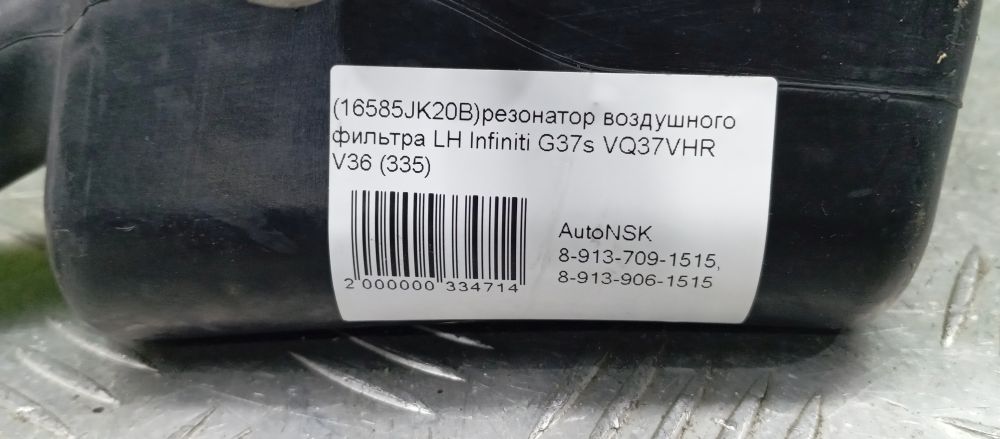 (16585JK20B)резонатор воздушного
фильтра LH Infiniti G37s VQ37VHR
V36 (335)
2 000000 334714
AutoNSK
8-913-709-1515,
8-913-906-1515